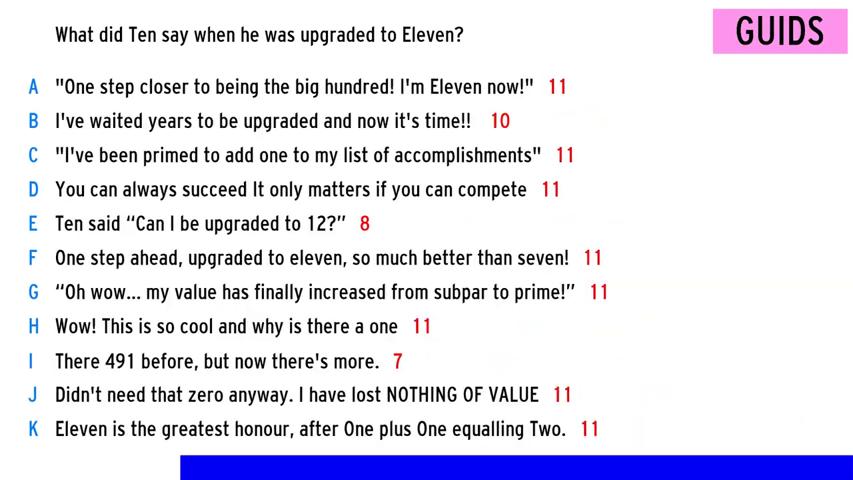 What did Ten say when he was upgraded to Eleven?
GUIDS
A "One step closer to being the big hundred! I'm Eleven now!" 11
B I've waited years to be upgraded and now it's time!! 10
C "I've been primed to add one to my list of accomplishments" 11
D You can always succeed It only matters if you can compete 11
E Ten said “Can I be upgraded to 12?” 8
F One step ahead, upgraded to eleven, so much better than seven! 11
G “Oh wow... my value has finally increased from subpar to prime!” 11
H Wow! This is so cool and why is there a one 11
I There 491 before, but now there's more. 7
J Didn't need that zero anyway. I have lost NOTHING OF VALUE 11
K Eleven is the greatest honour, after One plus One equalling Two. 11